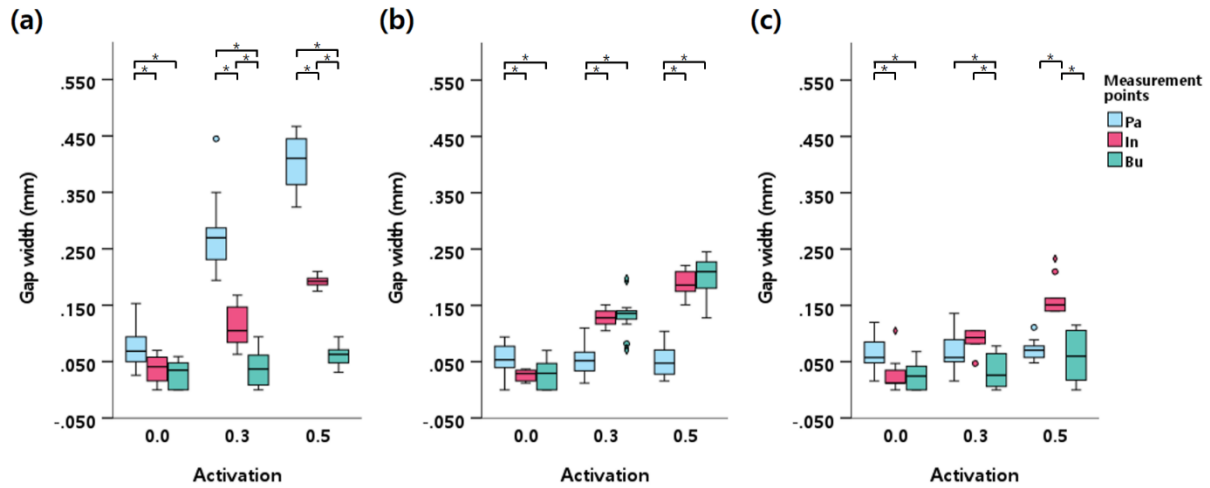 (a)
* * * * * * * *
.550
.450
.350
.250
.150
.050
-.050
Gap width (mm)
0.0 0.3 0.5
Activation
(b)
* * * * * *
.550
.450
.350
.250
.150
.050
-.050
Gap width (mm)
0.0 0.3 0.5
Activation
(c)
* * * * * *
.550
.450
.350
.250
.150
.050
-.050
Gap width (mm)
0.0 0.3 0.5
Activation
Measurement
points
Pa
In
Bu